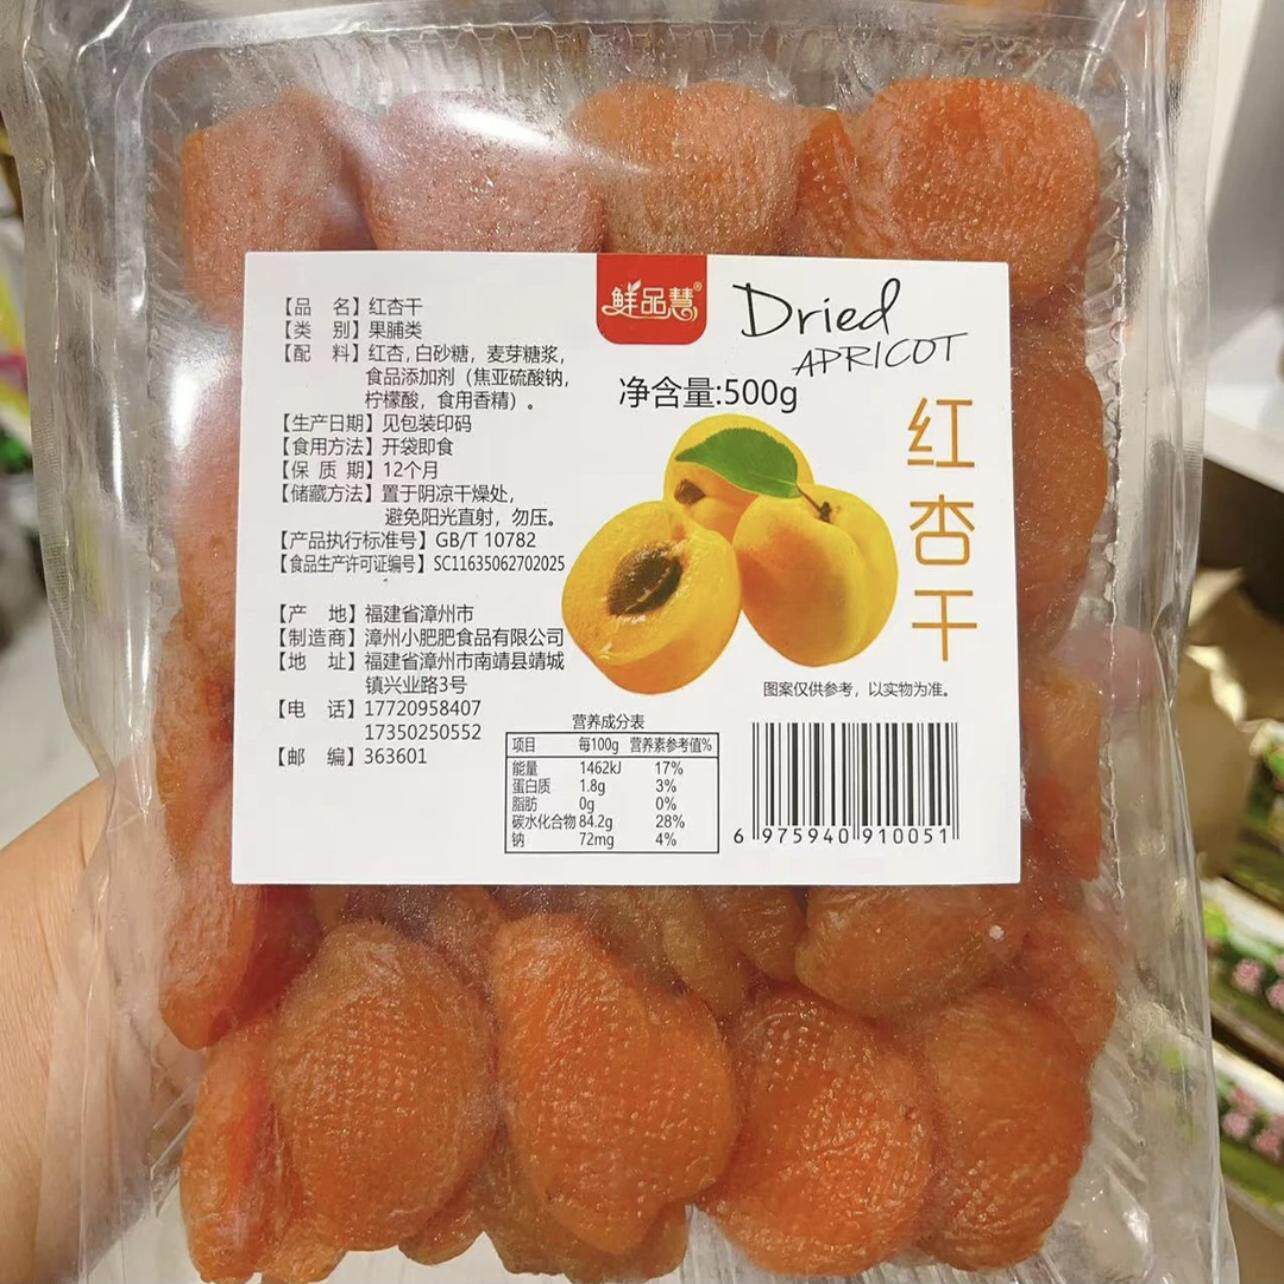 【品 名】红杏干
【类 别】果脯类
【配 料】红杏,白砂糖，麦芽糖浆，
食品添加剂（焦亚硫酸钠，
柠檬酸，食用香精）。
【生产日期】见包装印码
【食用方法】开袋即食
【保 质 期】12个月
【储藏方法】置于阴凉干燥处，
避免阳光直射，勿压。
【产品执行标准号】GB/T 10782
【食品生产许可证编号】SC11635062702025
【产 地】福建省漳州市
【制造商】漳州小肥肥食品有限公司
【地 址】福建省漳州市南靖县靖城
镇兴业路3号
【电 话】17720958407
17350250552
【邮 编】363601
鲜品慧®
Dried
APRICOT
净含量:500g
红杏干
图案仅供参考，以实物为准。
营养成分表
项目 每100g 营养素参考值%
能量 1462kJ 17%
蛋白质 1.8g 3%
脂肪 0g 0%
碳水化合物 84.2g 28%
钠 72mg 4%
6 975940 910051